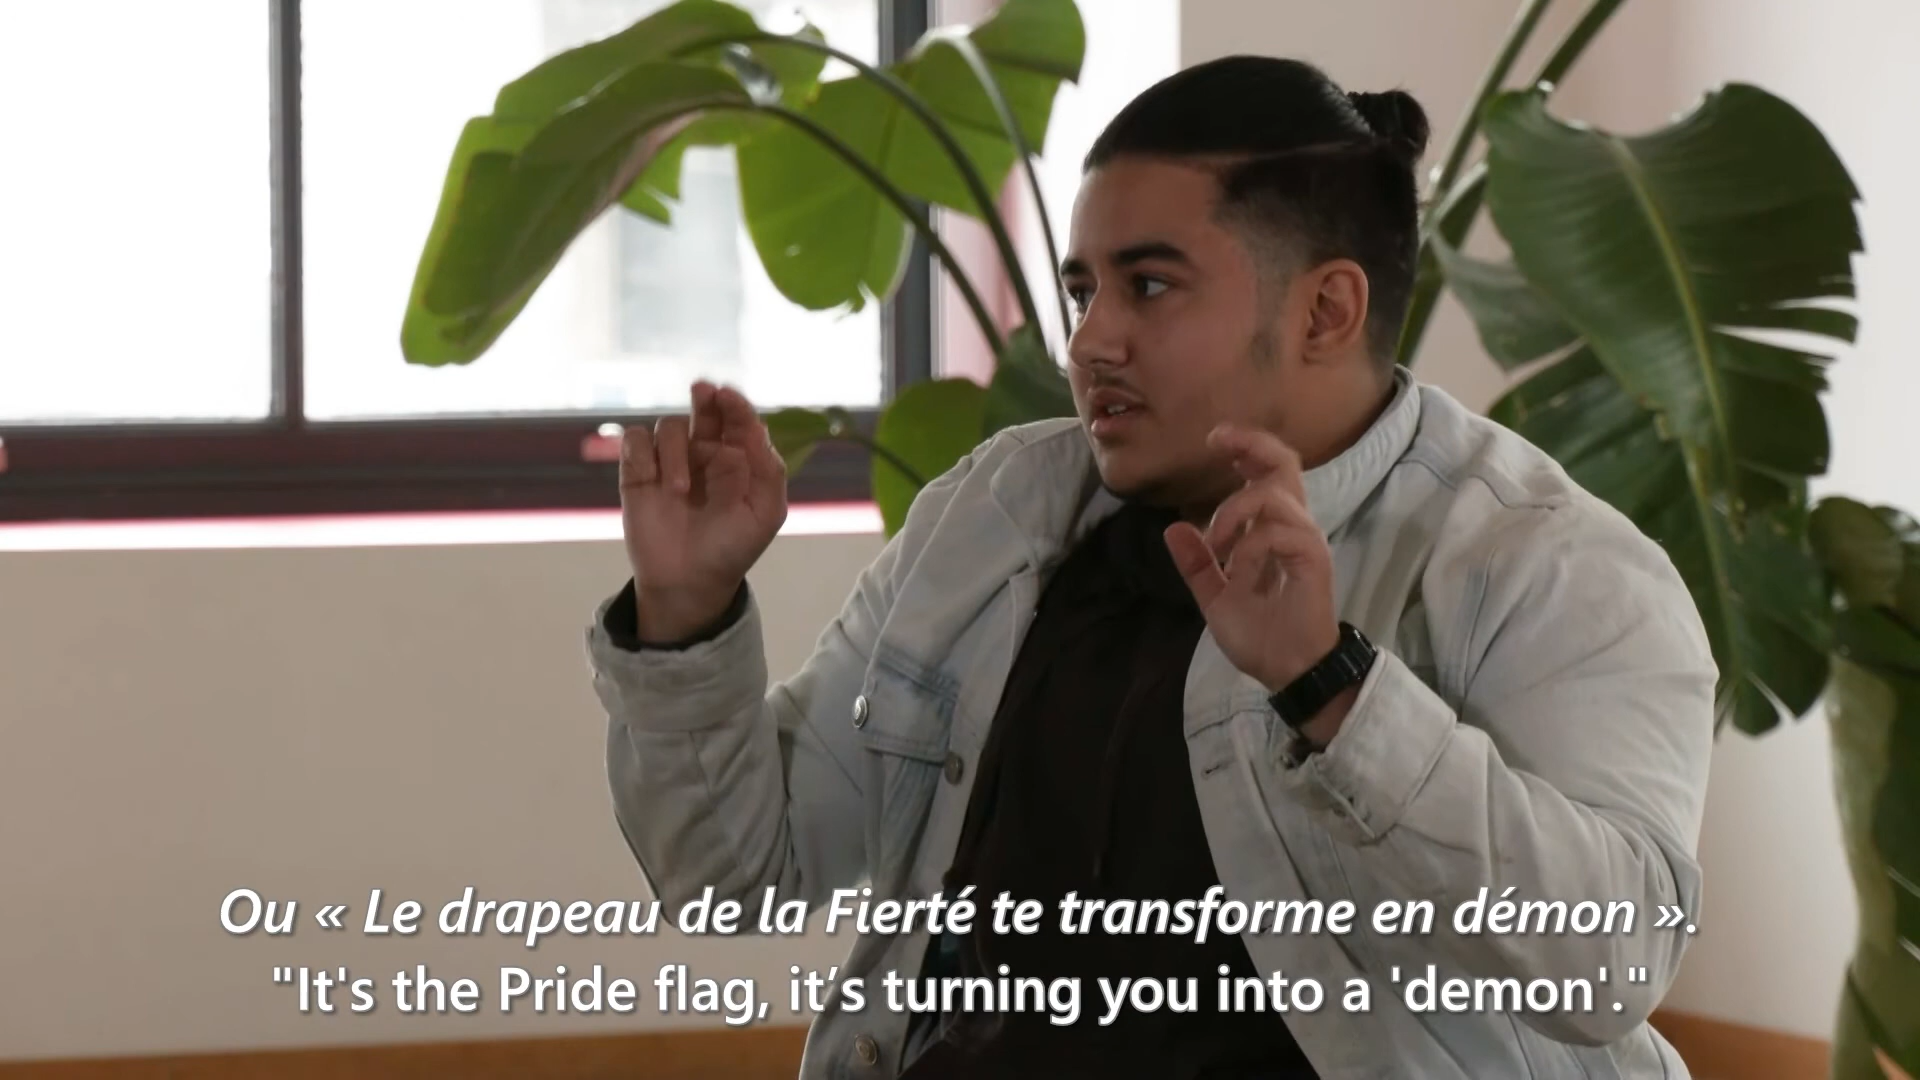 Ou « Le drapeau de la Fierté te transforme en démon ».
"It's the Pride flag, it’s turning you into a 'demon'."